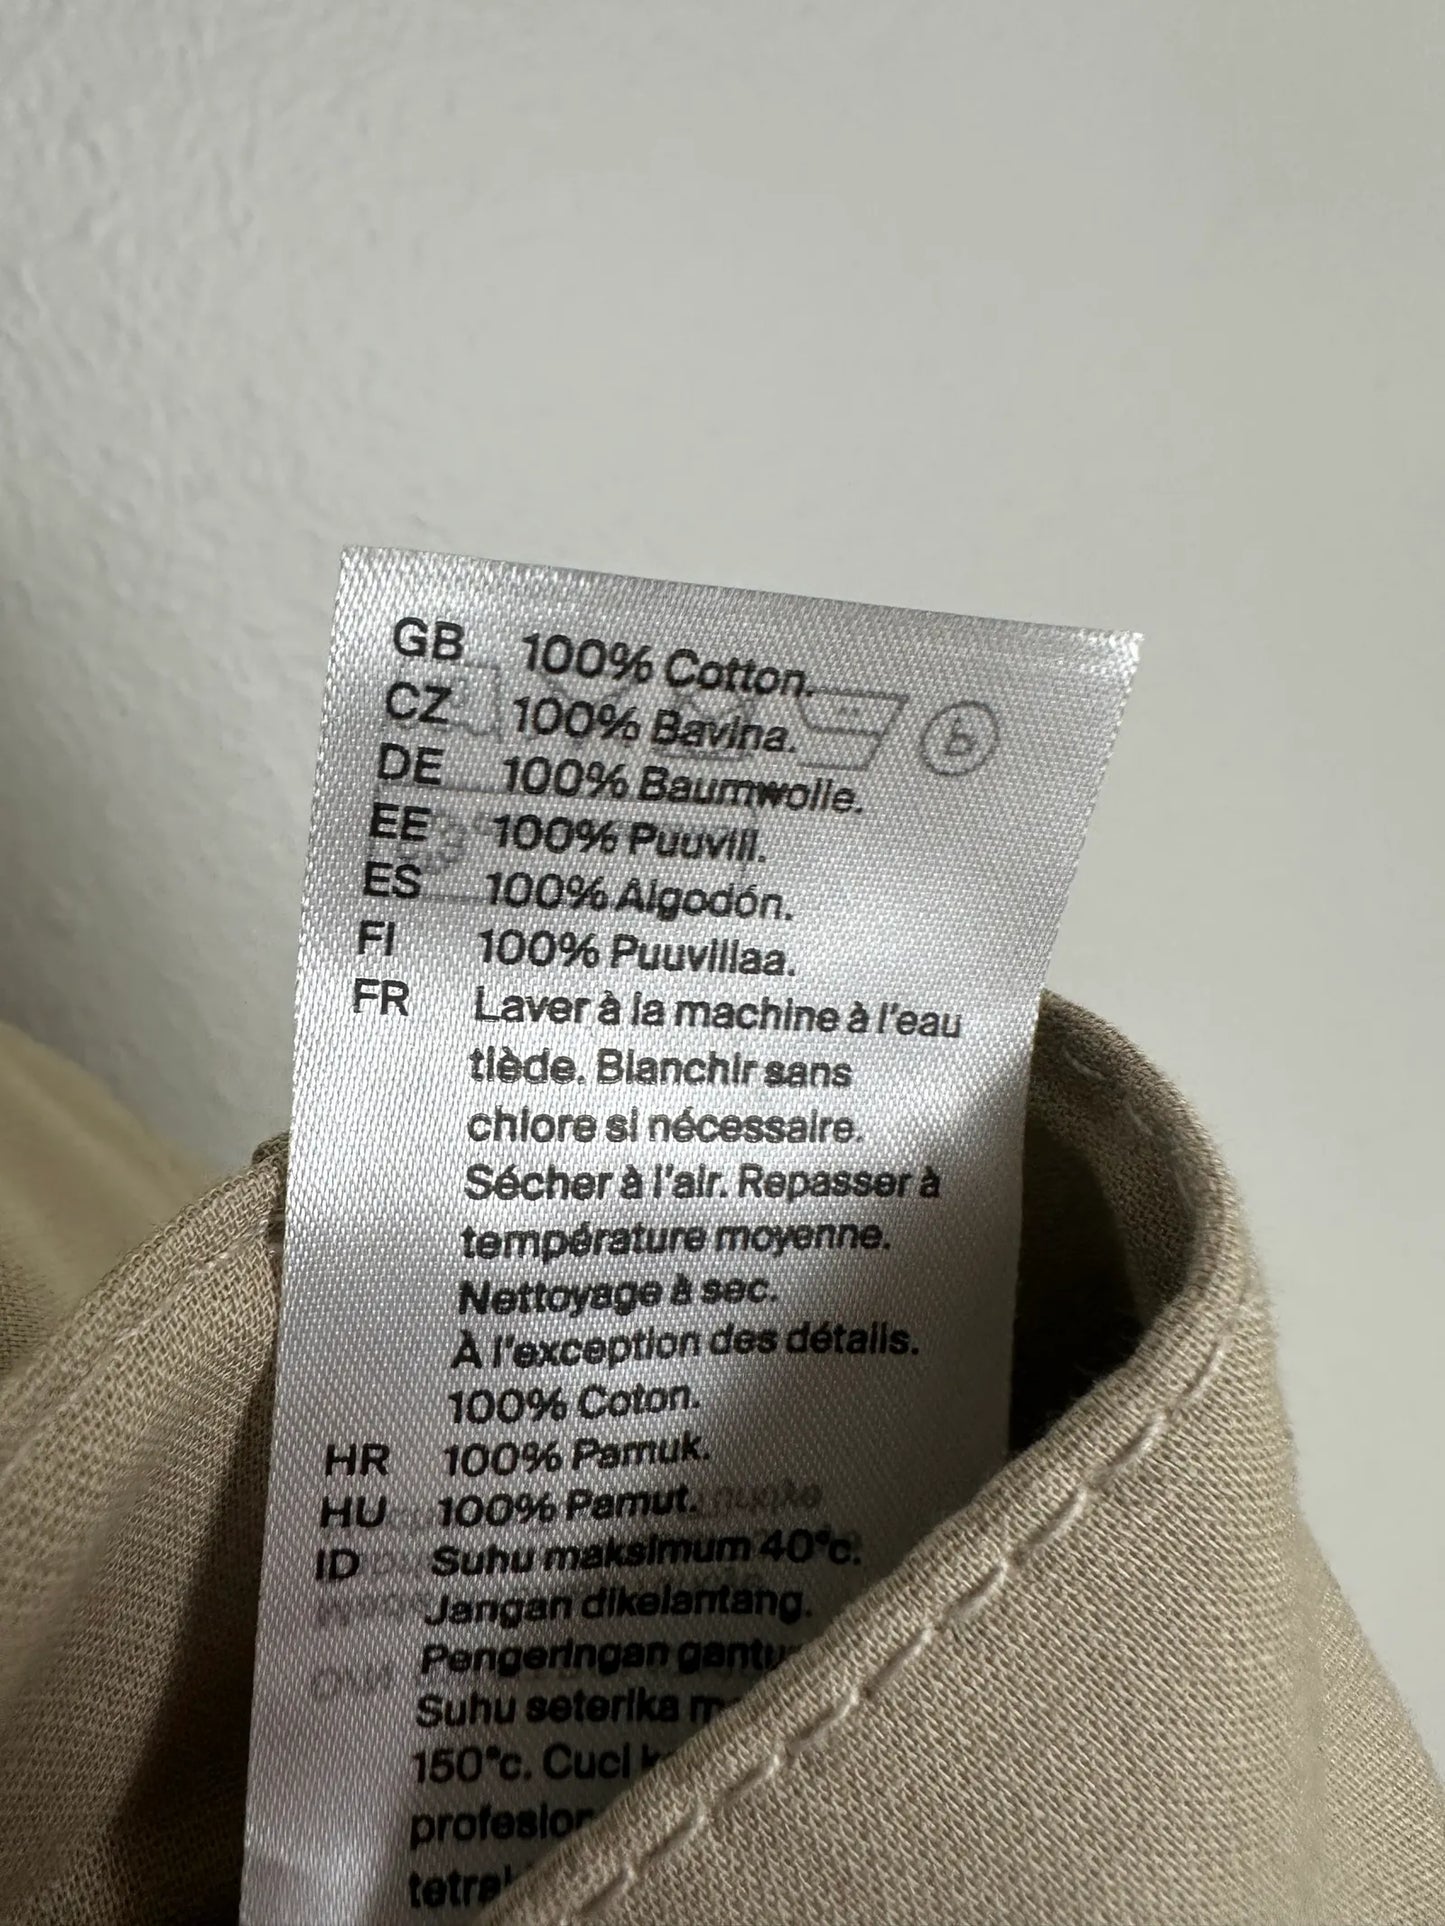 GB 100% Cotton.
CZ 100% Bavlna.
DE 100% Baumwolle.
EE 100% Puuvill.
ES 100% Algodón.
FI 100% Puuvillaa.
FR Laver à la machine à l'eau
tiède. Blanchir sans
chlore si nécessaire.
Sécher à l'air. Repasser à
température moyenne.
Nettoyage à sec.
À l'exception des détails.
100% Coton.
HR 100% Pamuk.
HU 100% Pamut.
ID Suhu maksimum 40°c.
Jangan dikelantang.
Pengeringan
Suhu seterika
150°c. Cuci